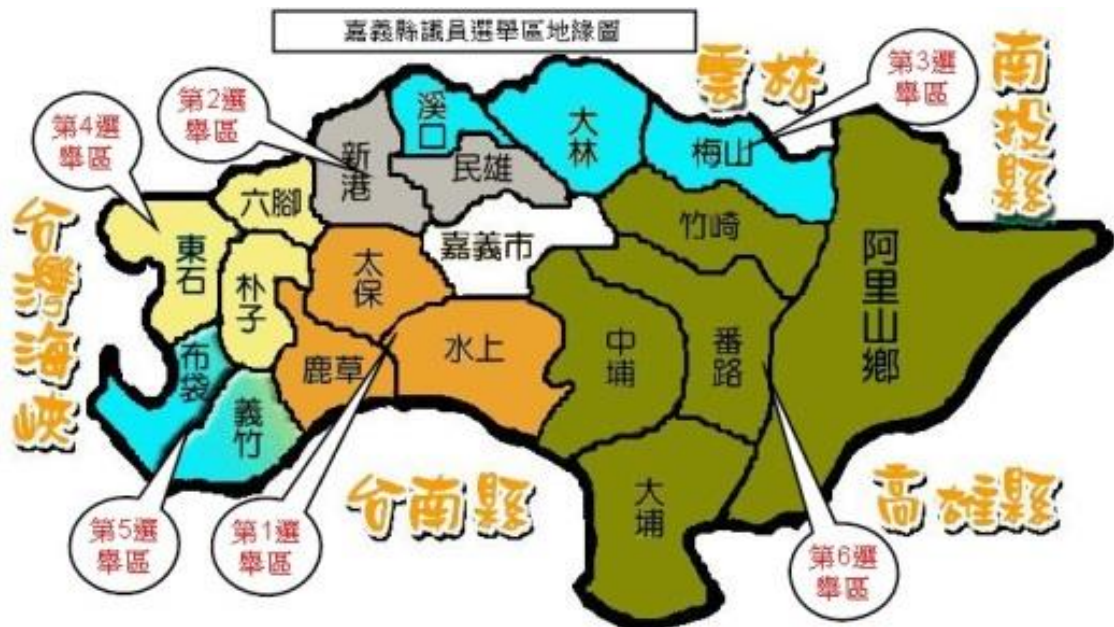 嘉義縣議員選舉區地緣圖
雲林
南投縣
第3選
舉區
第2選
舉區
第4選
舉區
溪口
大林
梅山
新港
民雄
六腳
竹崎
嘉義市
東石
太保
朴子
阿里山鄉
台灣海峽
水上
中埔
番路
布袋
鹿草
義竹
台南縣
大埔
高雄縣
第5選
舉區
第1選
舉區
第6選
舉區